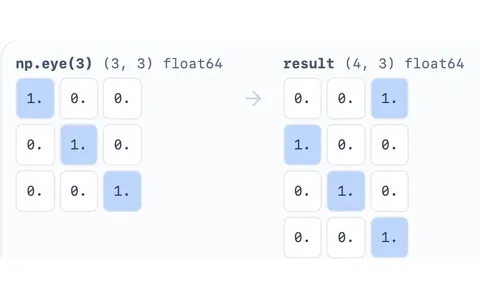 np.eye(3) (3, 3) float64
1. 0. 0.
0. 1. 0.
0. 0. 1.
→
result (4, 3) float64
0. 0. 1.
1. 0. 0.
0. 1. 0.
0. 0. 1.